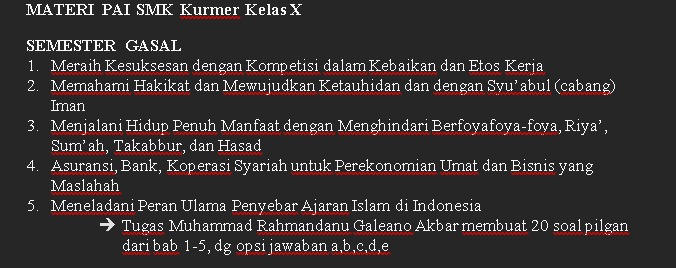 MATERI PAI SMK Kurmer Kelas X
SEMESTER GASAL
1. Meraih Kesuksesan dengan Kompetisi dalam Kebaikan dan Etos Kerja
2. Memahami Hakikat dan Mewujudkan Ketauhidan dan dengan Syu’abul (cabang)
Iman
3. Menjalani Hidup Penuh Manfaat dengan Menghindari Berfoyafoya-foya, Riya’,
Sum’ah, Takabbur, dan Hasad
4. Asuransi, Bank, Koperasi Syariah untuk Perekonomian Umat dan Bisnis yang
Maslahah
5. Meneladani Peran Ulama Penyebar Ajaran Islam di Indonesia
➔ Tugas Muhammad Rahmandanu Galeano Akbar membuat 20 soal pilgan
dari bab 1-5, dg opsi jawaban a,b,c,d,e